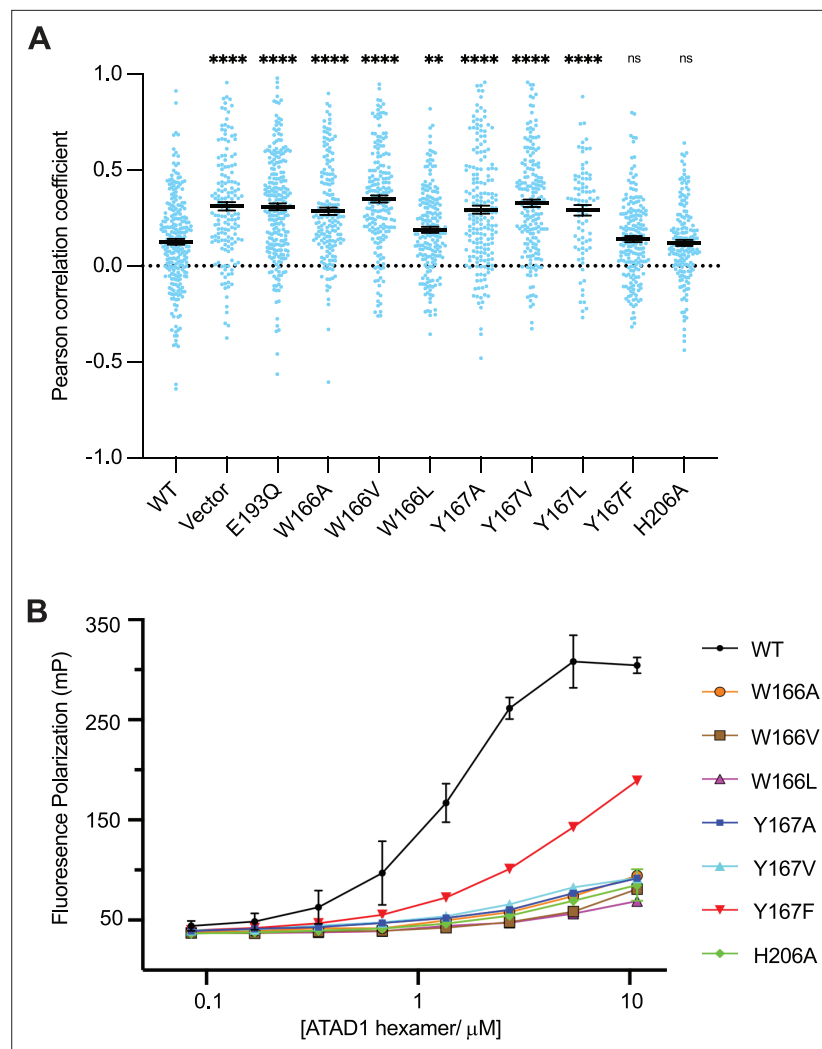 A
**** **** **** **** ** **** **** **** ns ns
Pearson correlation coefficient
1.0
0.5
0.0
-0.5
-1.0
WT Vector E193Q W166A W166V W166L Y167A Y167V Y167L Y167F H206A
B
Fluoresence Polarization (mP)
350
250
150
50
0.1 1 10
[ATAD1 hexamer/ μM]
WT
W166A
W166V
W166L
Y167A
Y167V
Y167F
H206A